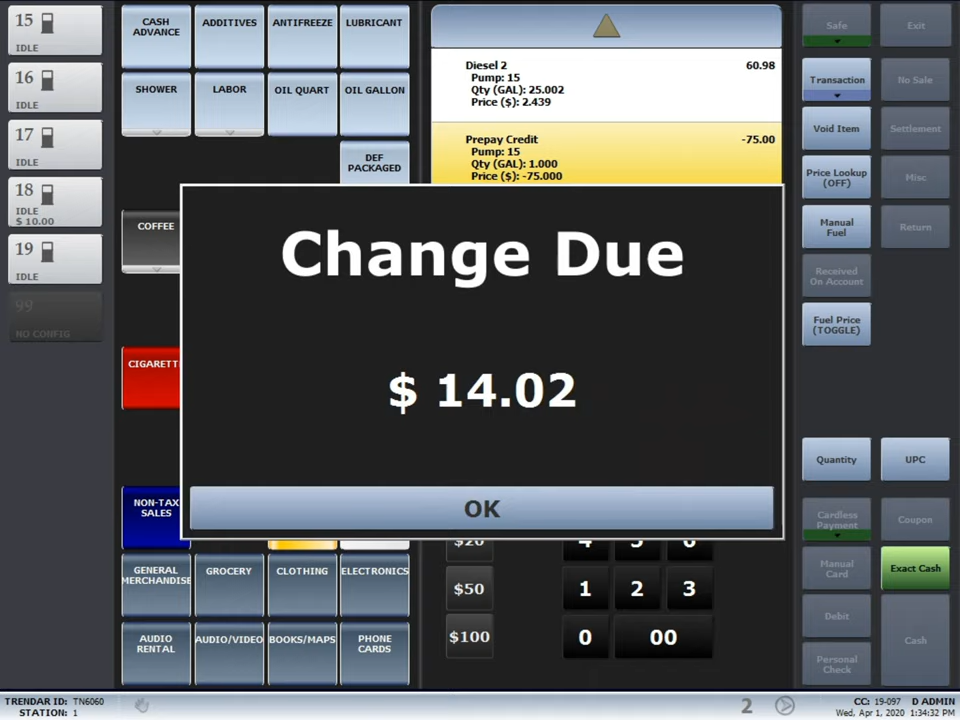 15
IDLE
16
IDLE
17
IDLE
18
IDLE
$ 10.00
19
IDLE
99
NO CONFIG
CASH
ADVANCE
ADDITIVES
ANTIFREEZE
LUBRICANT
SHOWER
LABOR
OIL QUART
OIL GALLON
DEF
PACKAGED
COFFEE
CIGARETT
NON-TAX
SALES
GENERAL
MERCHANDISE
GROCERY
CLOTHING
ELECTRONICS
AUDIO
RENTAL
AUDIO/VIDEO
BOOKS/MAPS
PHONE
CARDS
Diesel 2 60.98
Pump: 15
Qty (GAL): 25.002
Price ($): 2.439
Prepay Credit -75.00
Pump: 15
Qty (GAL): 1.000
Price ($): -75.000
Change Due
$ 14.02
OK
$20
4 5 6
$50
1 2 3
$100
0 00
Safe
Exit
Transaction
No Sale
Void Item
Settlement
Price Lookup
(OFF)
Misc
Manual
Fuel
Return
Received
On Account
Fuel Price
(TOGGLE)
Quantity
UPC
Cardless
Payment
Coupon
Manual
Card
Exact Cash
Debit
Cash
Personal
Check
TRENDAR ID: TN6060
STATION: 1
2
CC: 19-097 D ADMIN
Wed, Apr 1, 2020 1:34:32 PM